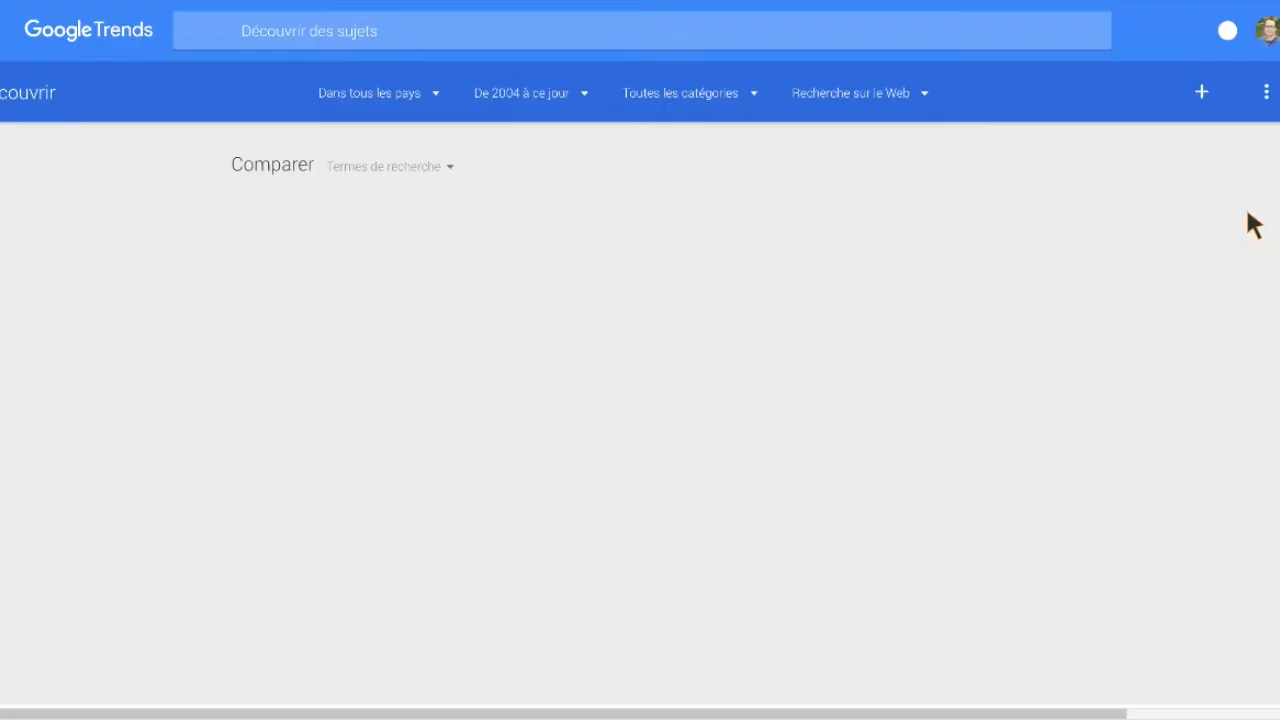 Google Trends
Découvrir des sujets
couvrir
Dans tous les pays
De 2004 à ce jour
Toutes les catégories
Recherche sur le Web
Comparer
Termes de recherche